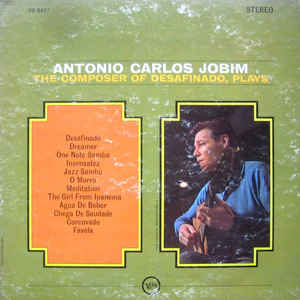 STEREO
ANTONIO CARLOS JOBIM
THE COMPOSER OF DESAFINADO, PLAYS
Desafinado
Dreamer
One Note Samba
Insensatez
Jazz Samba
O Morro
Meditation
The Girl From Ipanema
Agua De Beber
Chega De Saudade
Corcovado
Favela